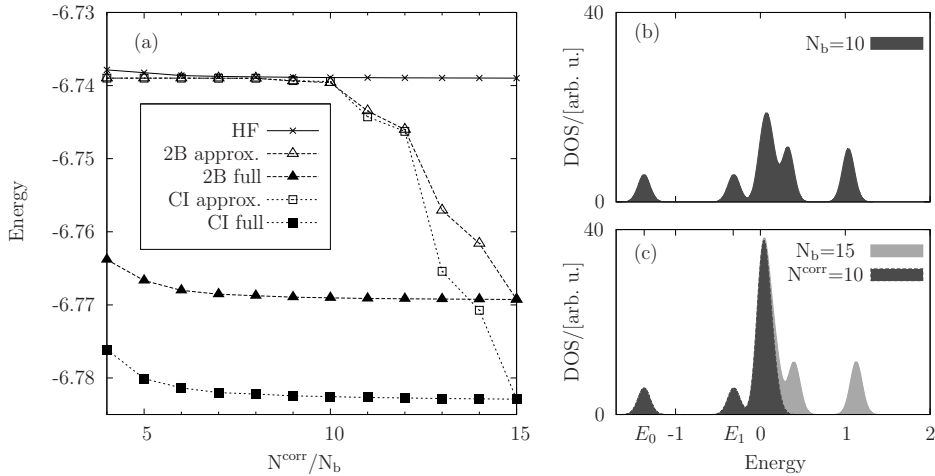 (a)
-6.73
-6.74
-6.75
-6.76
-6.77
-6.78
Energy
HF
2B approx.
2B full
CI approx.
CI full
5
10
15
N^corr/N_b
(b)
N_b=10
40
20
0
DOS/[arb. u.]
(c)
N_b=15
N^corr=10
40
20
0
DOS/[arb. u.]
E_0 -1 E_1 0 1 2
Energy